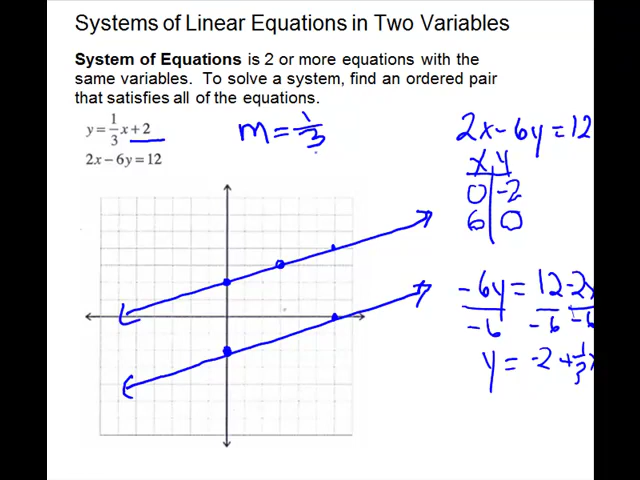 Systems of Linear Equations in Two Variables
System of Equations is 2 or more equations with the
same variables. To solve a system, find an ordered pair
that satisfies all of the equations.
y = 1/3 x + 2
2x − 6y = 12
m = 1/3
2x − 6y = 12
x | y
0 | -2
6 | 0
-6y = 12 - 2x
-6 -6 -6
y = -2 + 1/3 x